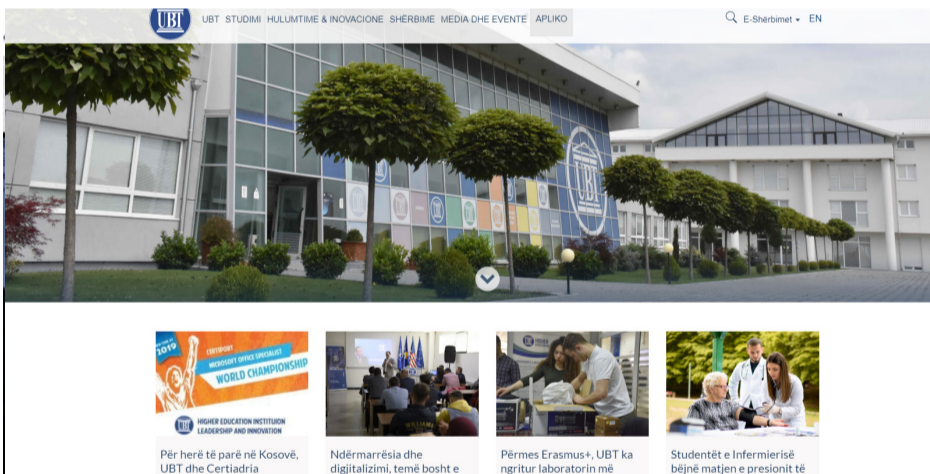 UBT
UBT STUDIMI HULUMTIME & INOVACIONE SHËRBIME MEDIA DHE EVENTE APLIKO
E-Shërbimet EN
UBT
2019
CERTIPORT
MICROSOFT OFFICE SPECIALIST
WORLD CHAMPIONSHIP
UBT
HIGHER EDUCATION INSTITUION
LEADERSHIP AND INNOVATION
Për herë të parë në Kosovë,
UBT dhe Certiadria
Ndërmarrësia dhe
digjitalizimi, temë bosht e
Përmes Erasmus+, UBT ka
ngritur laboratorin më
Studentët e Infermierisë
bëjnë matjen e presionit të